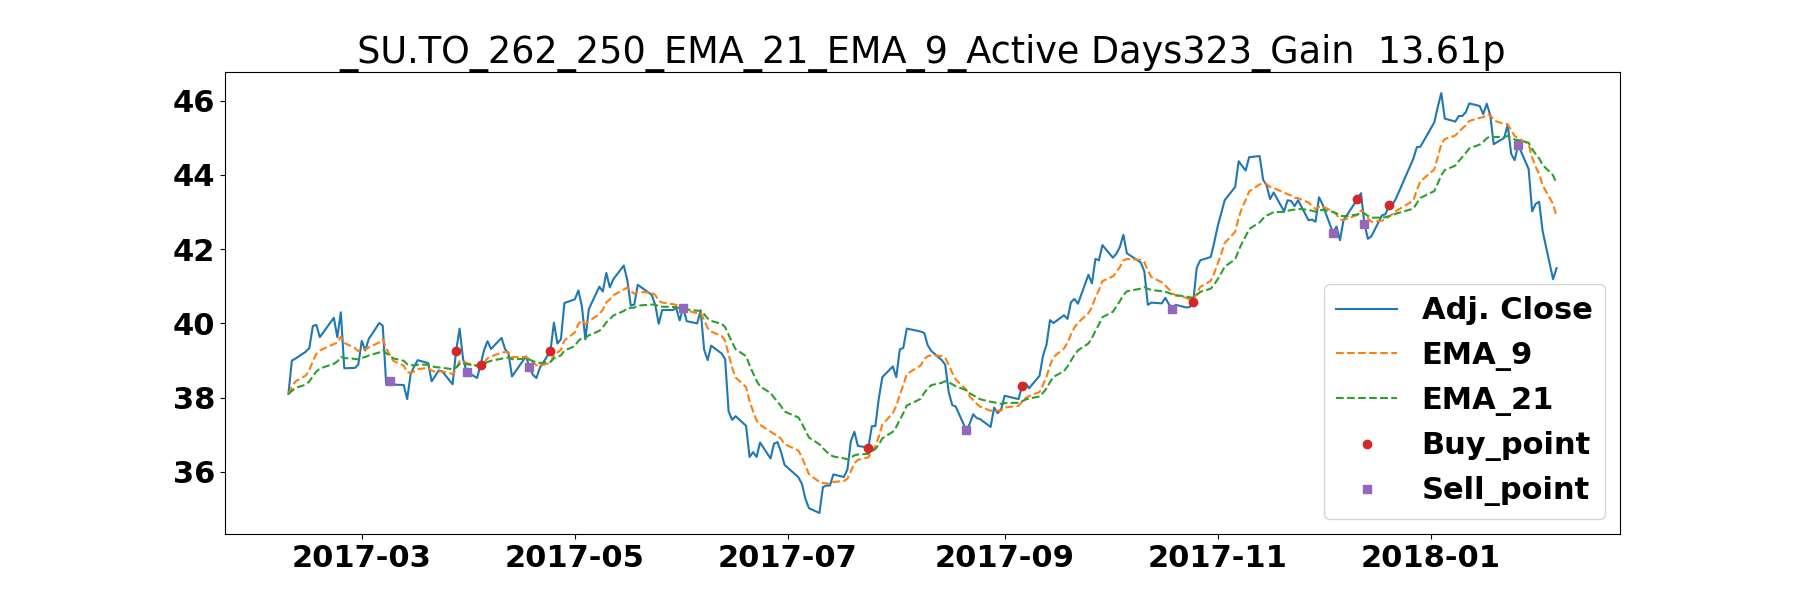 _SU.TO_262_250_EMA_21_EMA_9_Active Days323_Gain  13.61p
46
44
42
40
38
36
2017-03 2017-05 2017-07 2017-09 2017-11 2018-01
Adj. Close
EMA_9
EMA_21
Buy_point
Sell_point